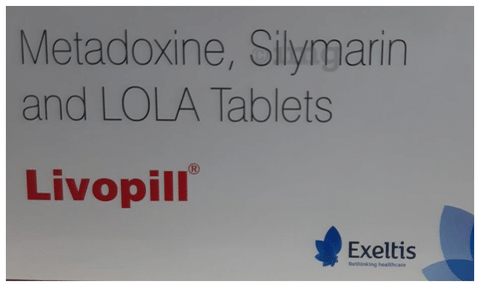 Metadoxine, Silymarin
and LOLA Tablets
Livopill®
Exeltis
Rethinking healthcare